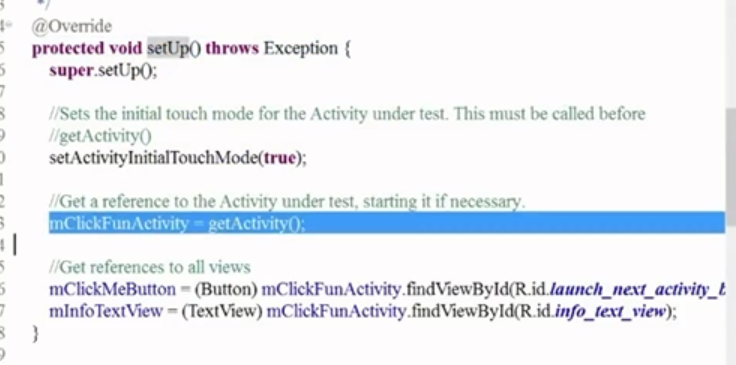 */
@Override
protected void setUp() throws Exception {
super.setUp();
//Sets the initial touch mode for the Activity under test. This must be called before
//getActivity()
setActivityInitialTouchMode(true);
//Get a reference to the Activity under test, starting it if necessary.
mClickFunActivity = getActivity();
//Get references to all views
mClickMeButton = (Button) mClickFunActivity.findViewById(R.id.launch_next_activity_b
mInfoTextView = (TextView) mClickFunActivity.findViewById(R.id.info_text_view);
}